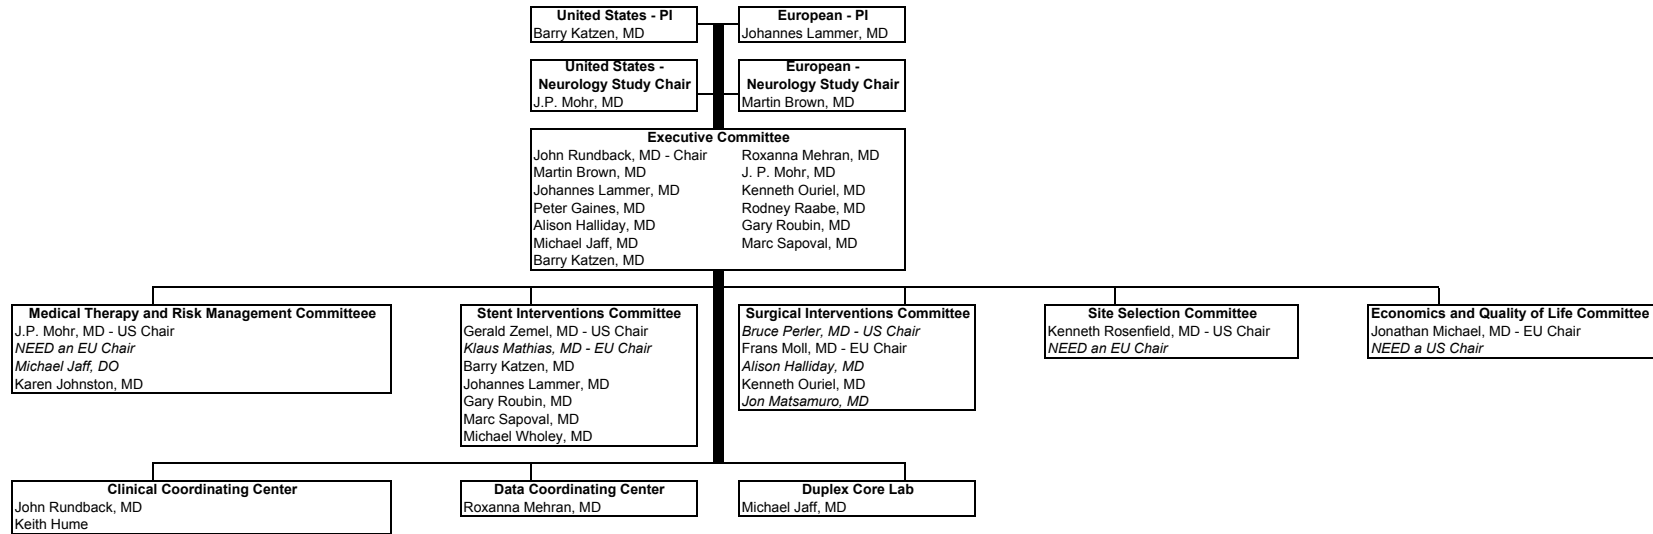 United States - PI
Barry Katzen, MD
European - PI
Johannes Lammer, MD
United States -
Neurology Study Chair
J.P. Mohr, MD
European -
Neurology Study Chair
Martin Brown, MD
Executive Committee
John Rundback, MD - Chair
Martin Brown, MD
Johannes Lammer, MD
Peter Gaines, MD
Alison Halliday, MD
Michael Jaff, MD
Barry Katzen, MD
Roxanna Mehran, MD
J. P. Mohr, MD
Kenneth Ouriel, MD
Rodney Raabe, MD
Gary Roubin, MD
Marc Sapoval, MD
Medical Therapy and Risk Management Committeee
J.P. Mohr, MD - US Chair
NEED an EU Chair
Michael Jaff, DO
Karen Johnston, MD
Stent Interventions Committee
Gerald Zemel, MD - US Chair
Klaus Mathias, MD - EU Chair
Barry Katzen, MD
Johannes Lammer, MD
Gary Roubin, MD
Marc Sapoval, MD
Michael Wholey, MD
Surgical Interventions Committee
Bruce Perler, MD - US Chair
Frans Moll, MD - EU Chair
Alison Halliday, MD
Kenneth Ouriel, MD
Jon Matsamuro, MD
Site Selection Committee
Kenneth Rosenfield, MD - US Chair
NEED an EU Chair
Economics and Quality of Life Committee
Jonathan Michael, MD - EU Chair
NEED a US Chair
Clinical Coordinating Center
John Rundback, MD
Keith Hume
Data Coordinating Center
Roxanna Mehran, MD
Duplex Core Lab
Michael Jaff, MD